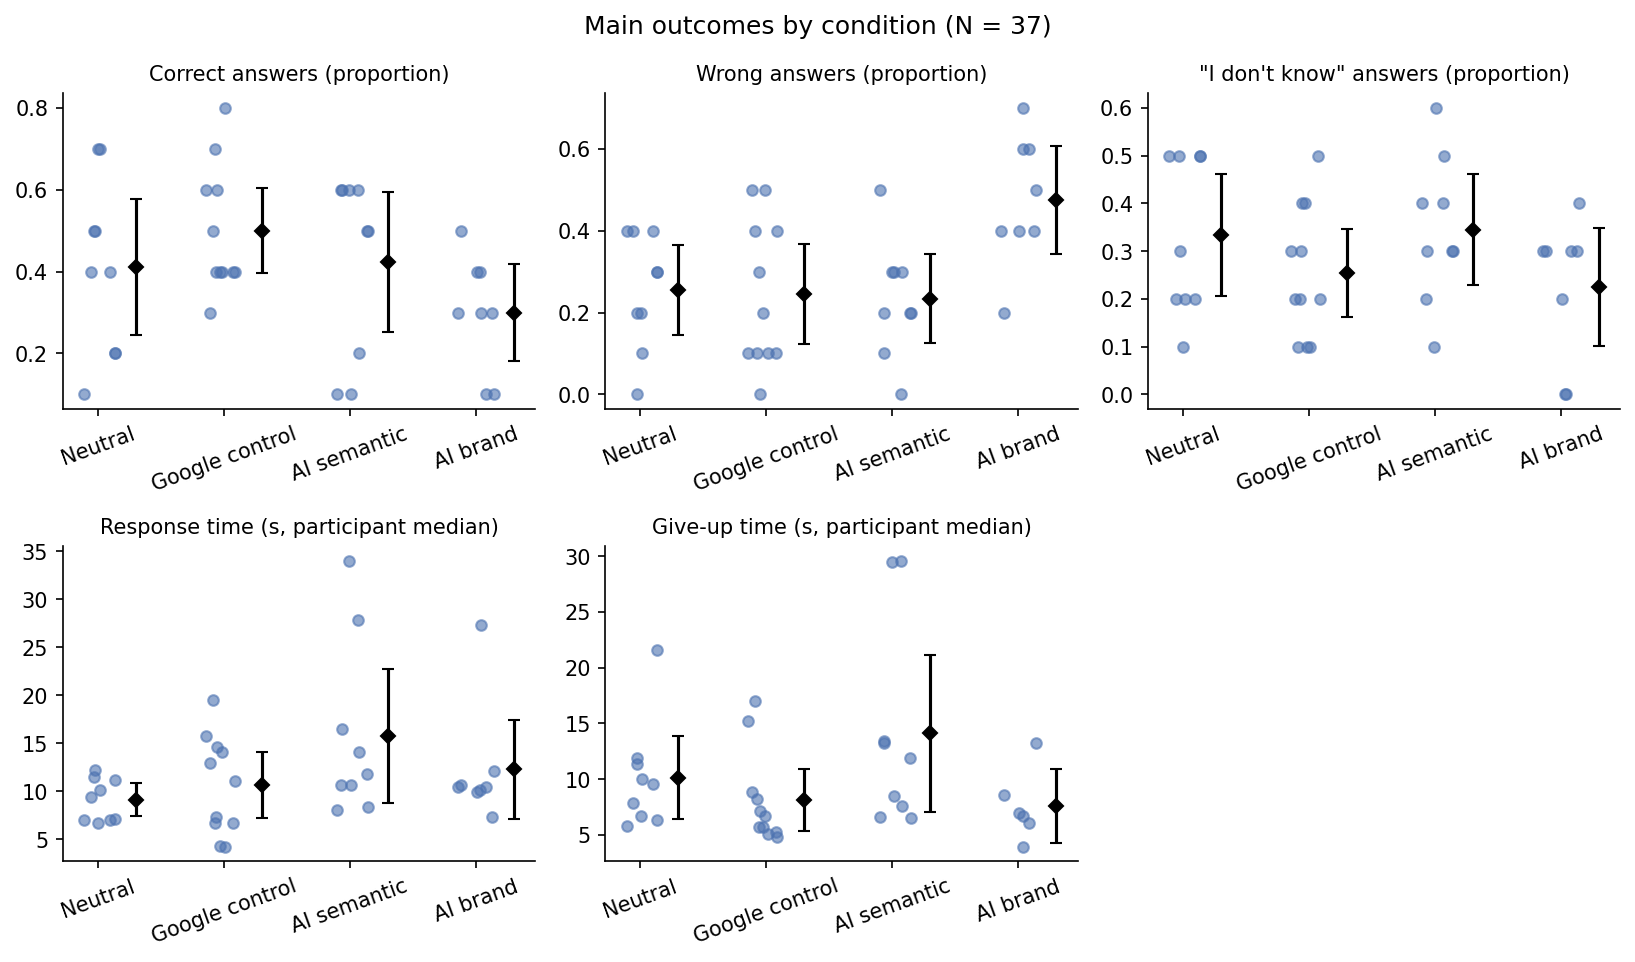 Main outcomes by condition (N = 37)
Correct answers (proportion)
0.8
0.6
0.4
0.2
Neutral
Google control
AI semantic
AI brand
Wrong answers (proportion)
0.6
0.4
0.2
0.0
Neutral
Google control
AI semantic
AI brand
"I don't know" answers (proportion)
0.6
0.5
0.4
0.3
0.2
0.1
0.0
Neutral
Google control
AI semantic
AI brand
Response time (s, participant median)
35
30
25
20
15
10
5
Neutral
Google control
AI semantic
AI brand
Give-up time (s, participant median)
30
25
20
15
10
5
Neutral
Google control
AI semantic
AI brand